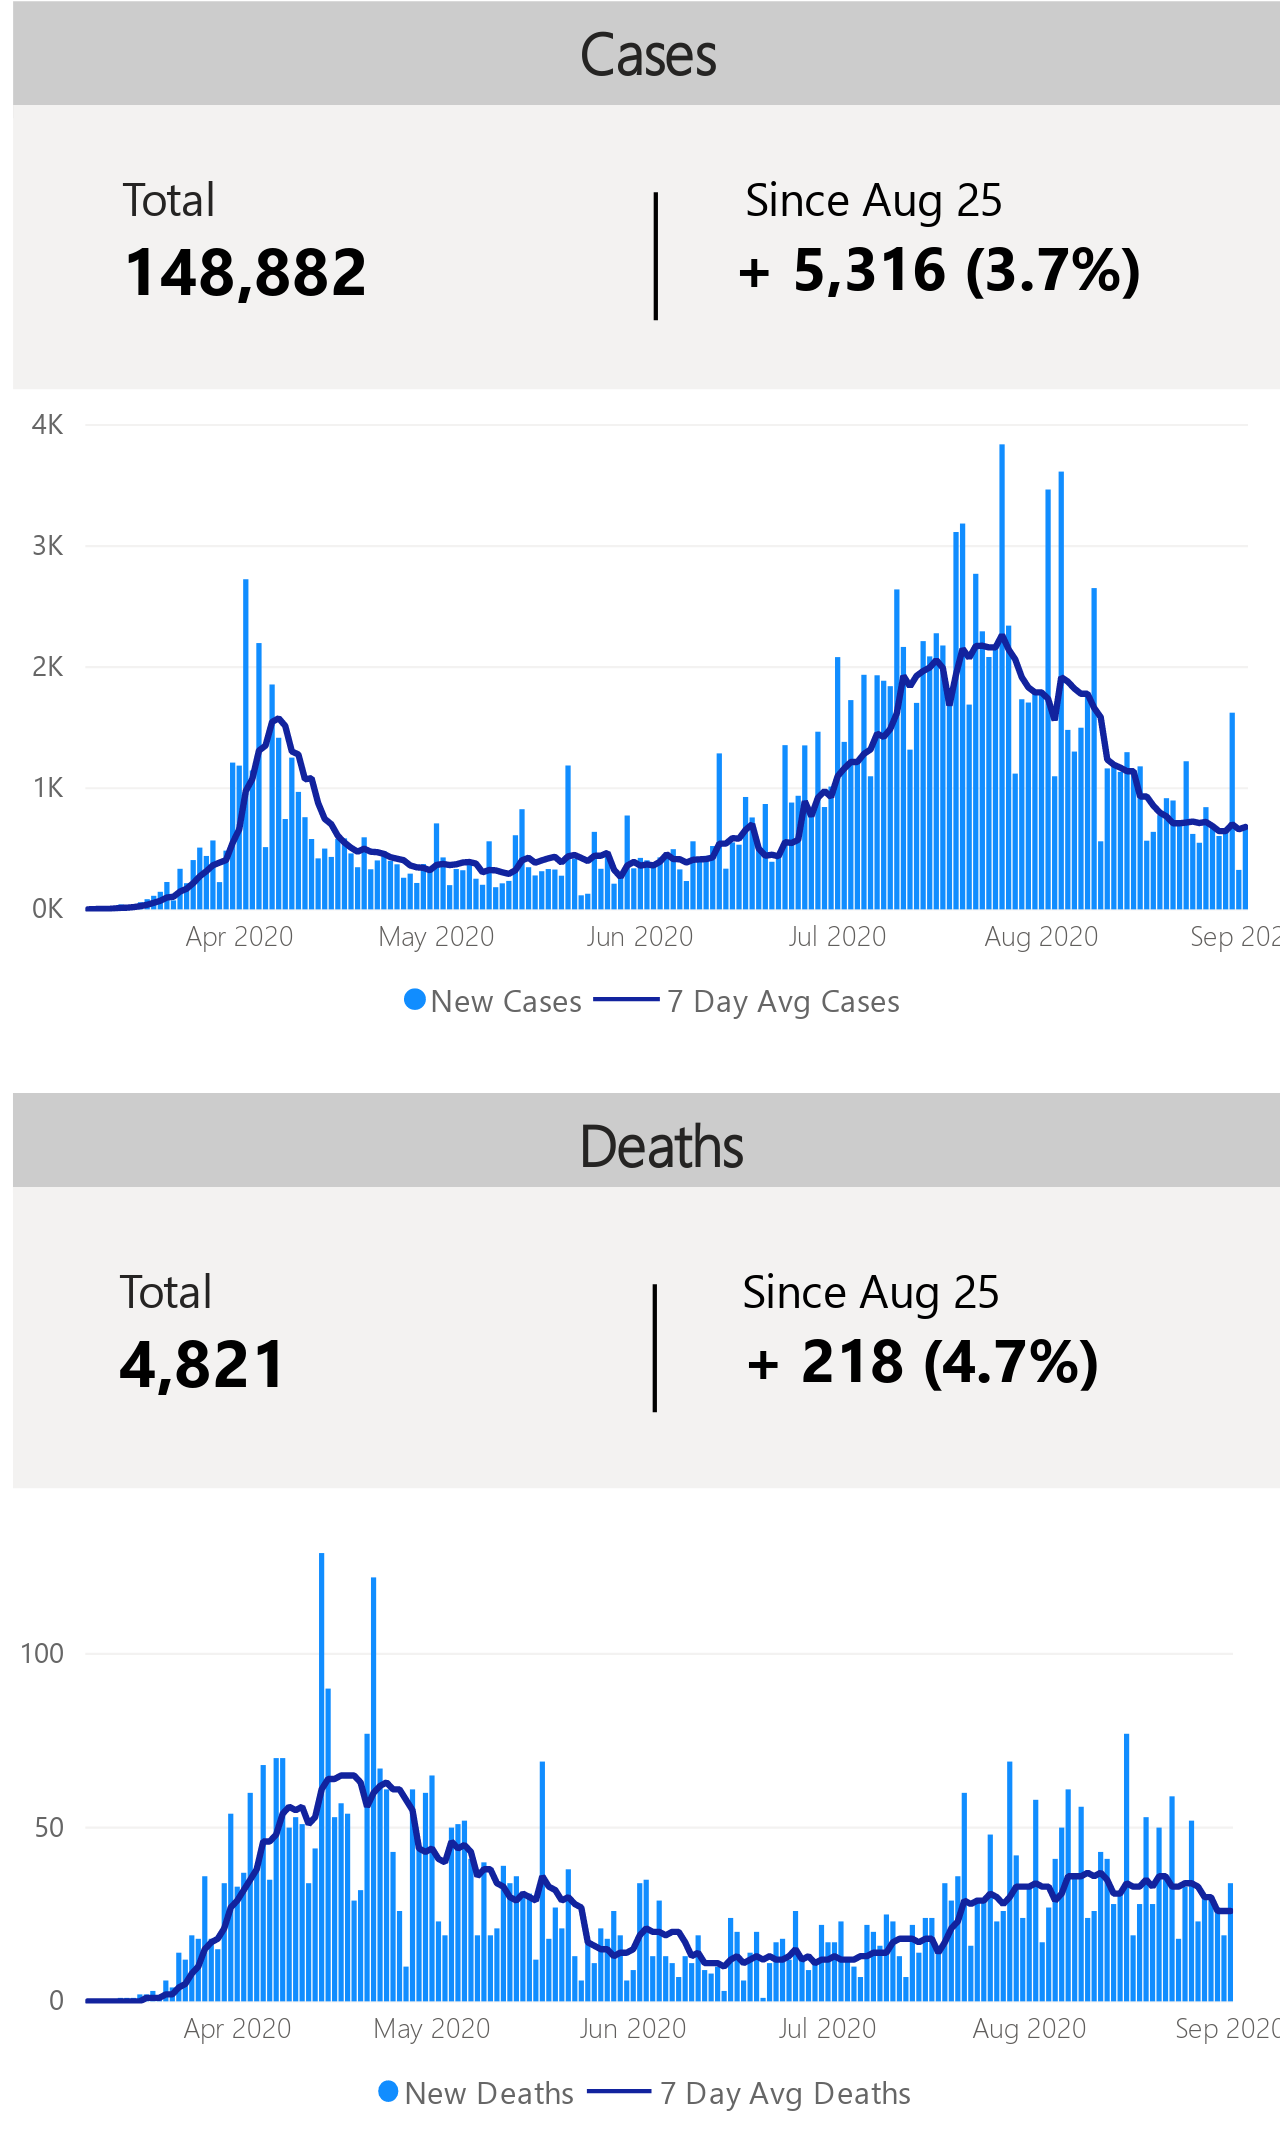 Cases
Total
Since Aug 25
148,882
+ 5,316 (3.7%)
4K
3K
2K
1K
0K
Apr 2020 May 2020 Jun 2020 Jul 2020 Aug 2020 Sep 202
New Cases 7 Day Avg Cases
Deaths
Total
Since Aug 25
4,821
+ 218 (4.7%)
100
50
0
Apr 2020 May 2020 Jun 2020 Jul 2020 Aug 2020 Sep 2020
New Deaths 7 Day Avg Deaths